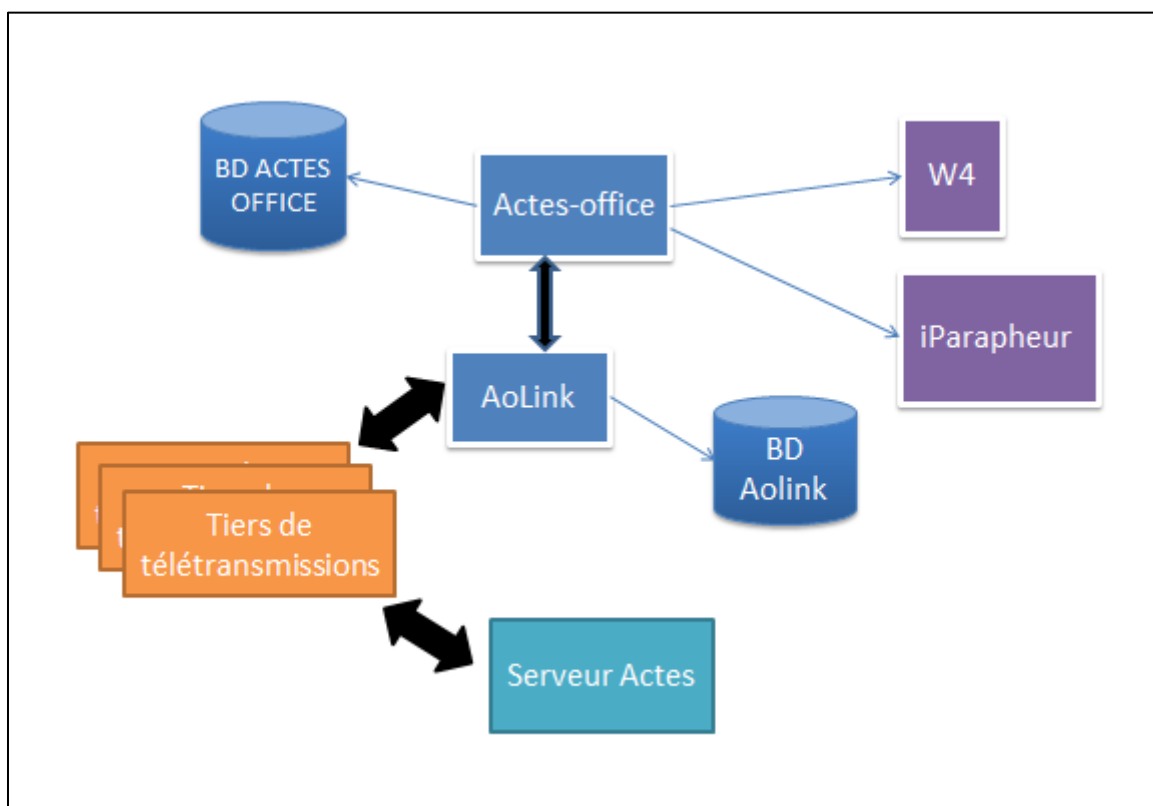 BD ACTES
OFFICE
Actes-office
W4
iParapheur
AoLink
BD
Aolink
Tiers de
télétransmissions
Serveur Actes